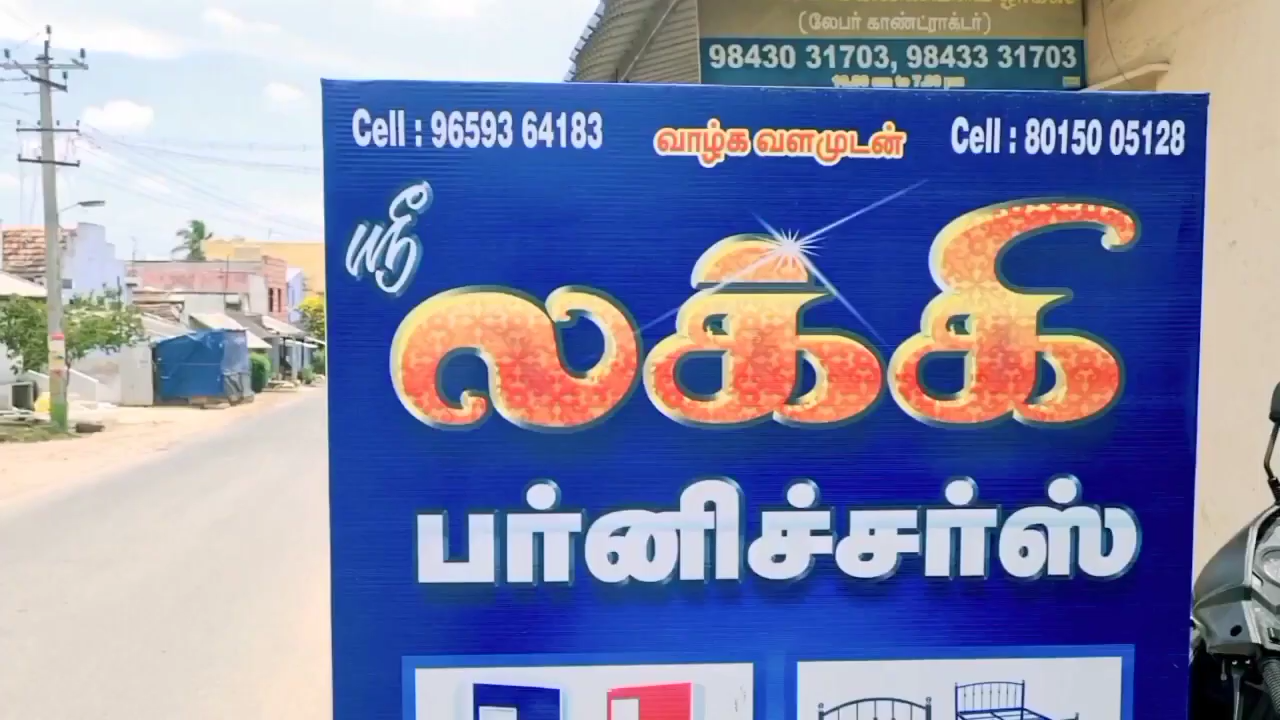 (லேபர் காண்ட்ராக்டர்)
98430 31703, 98433 31703
Cell : 96593 64183 வாழ்க வளமுடன் Cell : 80150 05128
ஸ்ரீ
லக்கி
பர்னிச்சர்ஸ்